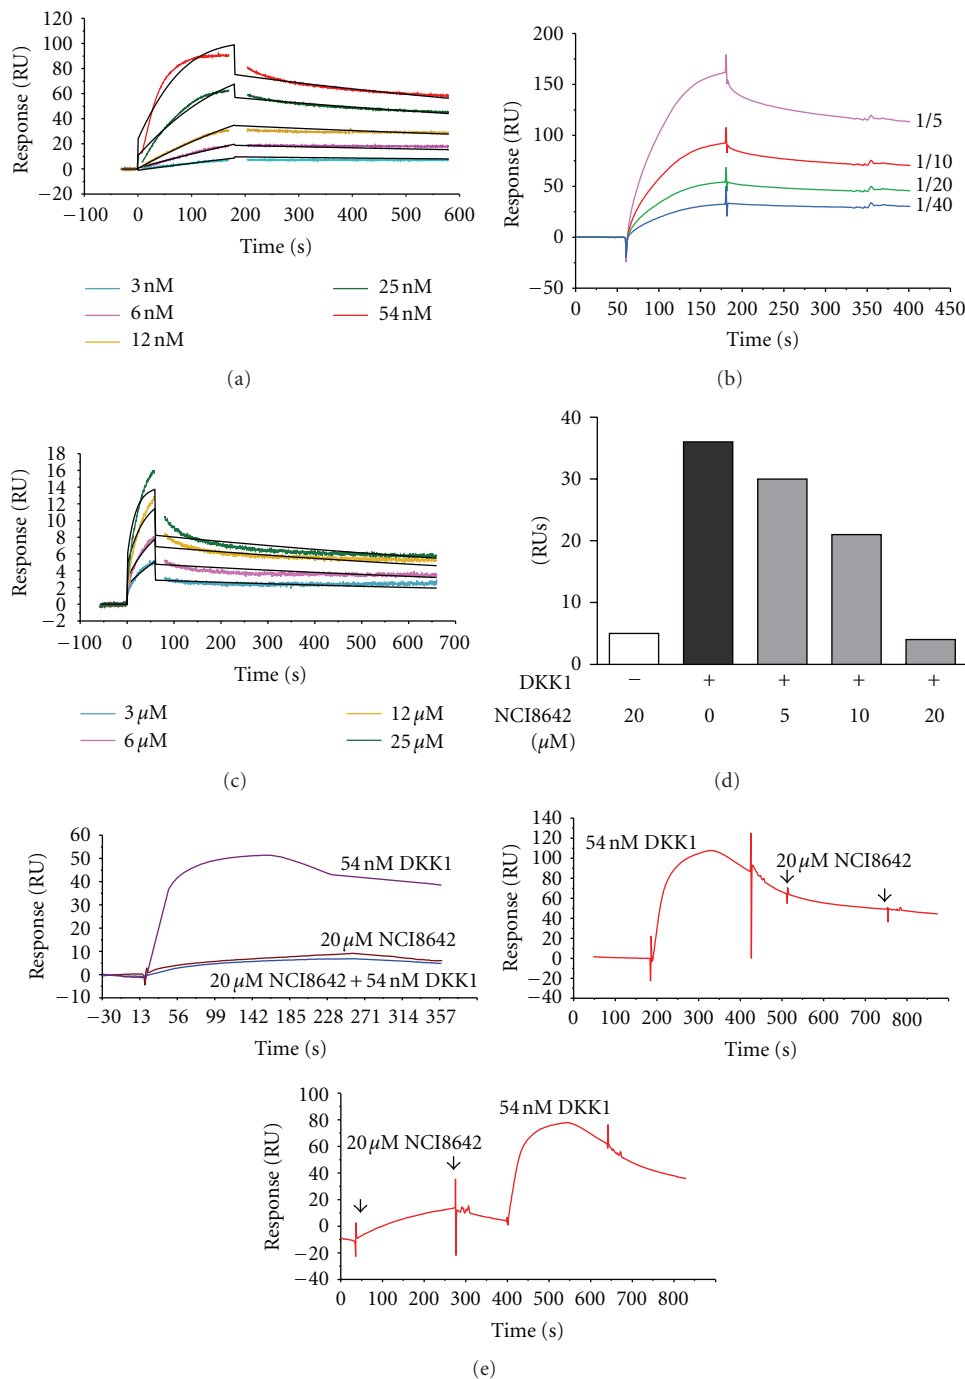 120
100
80
60
40
20
0
−20
Response (RU)
−100 0 100 200 300 400 500 600
Time (s)
3 nM
6 nM
12 nM
25 nM
54 nM
(a)
200
150
100
50
0
−50
Response (RU)
1/5
1/10
1/20
1/40
0 50 100 150 200 250 300 350 400 450
Time (s)
(b)
18
16
14
12
10
8
6
4
2
0
−2
Response (RU)
−100 0 100 200 300 400 500 600 700
Time (s)
3 μM
6 μM
12 μM
25 μM
(c)
40
30
20
10
0
(RUs)
DKK1 − + + + +
NCI8642 20 0 5 10 20
(μM)
(d)
60
50
40
30
20
10
0
−10
Response (RU)
54 nM DKK1
20 μM NCI8642
20 μM NCI8642 + 54 nM DKK1
−30 13 56 99 142 185 228 271 314 357
Time (s)
140
120
100
80
60
40
20
0
−20
−40
Response (RU)
54 nM DKK1
20 μM NCI8642
0 100 200 300 400 500 600 700 800
Time (s)
100
80
60
40
20
0
−20
−40
Response (RU)
54 nM DKK1
20 μM NCI8642
0 100 200 300 400 500 600 700 800
Time (s)
(e)